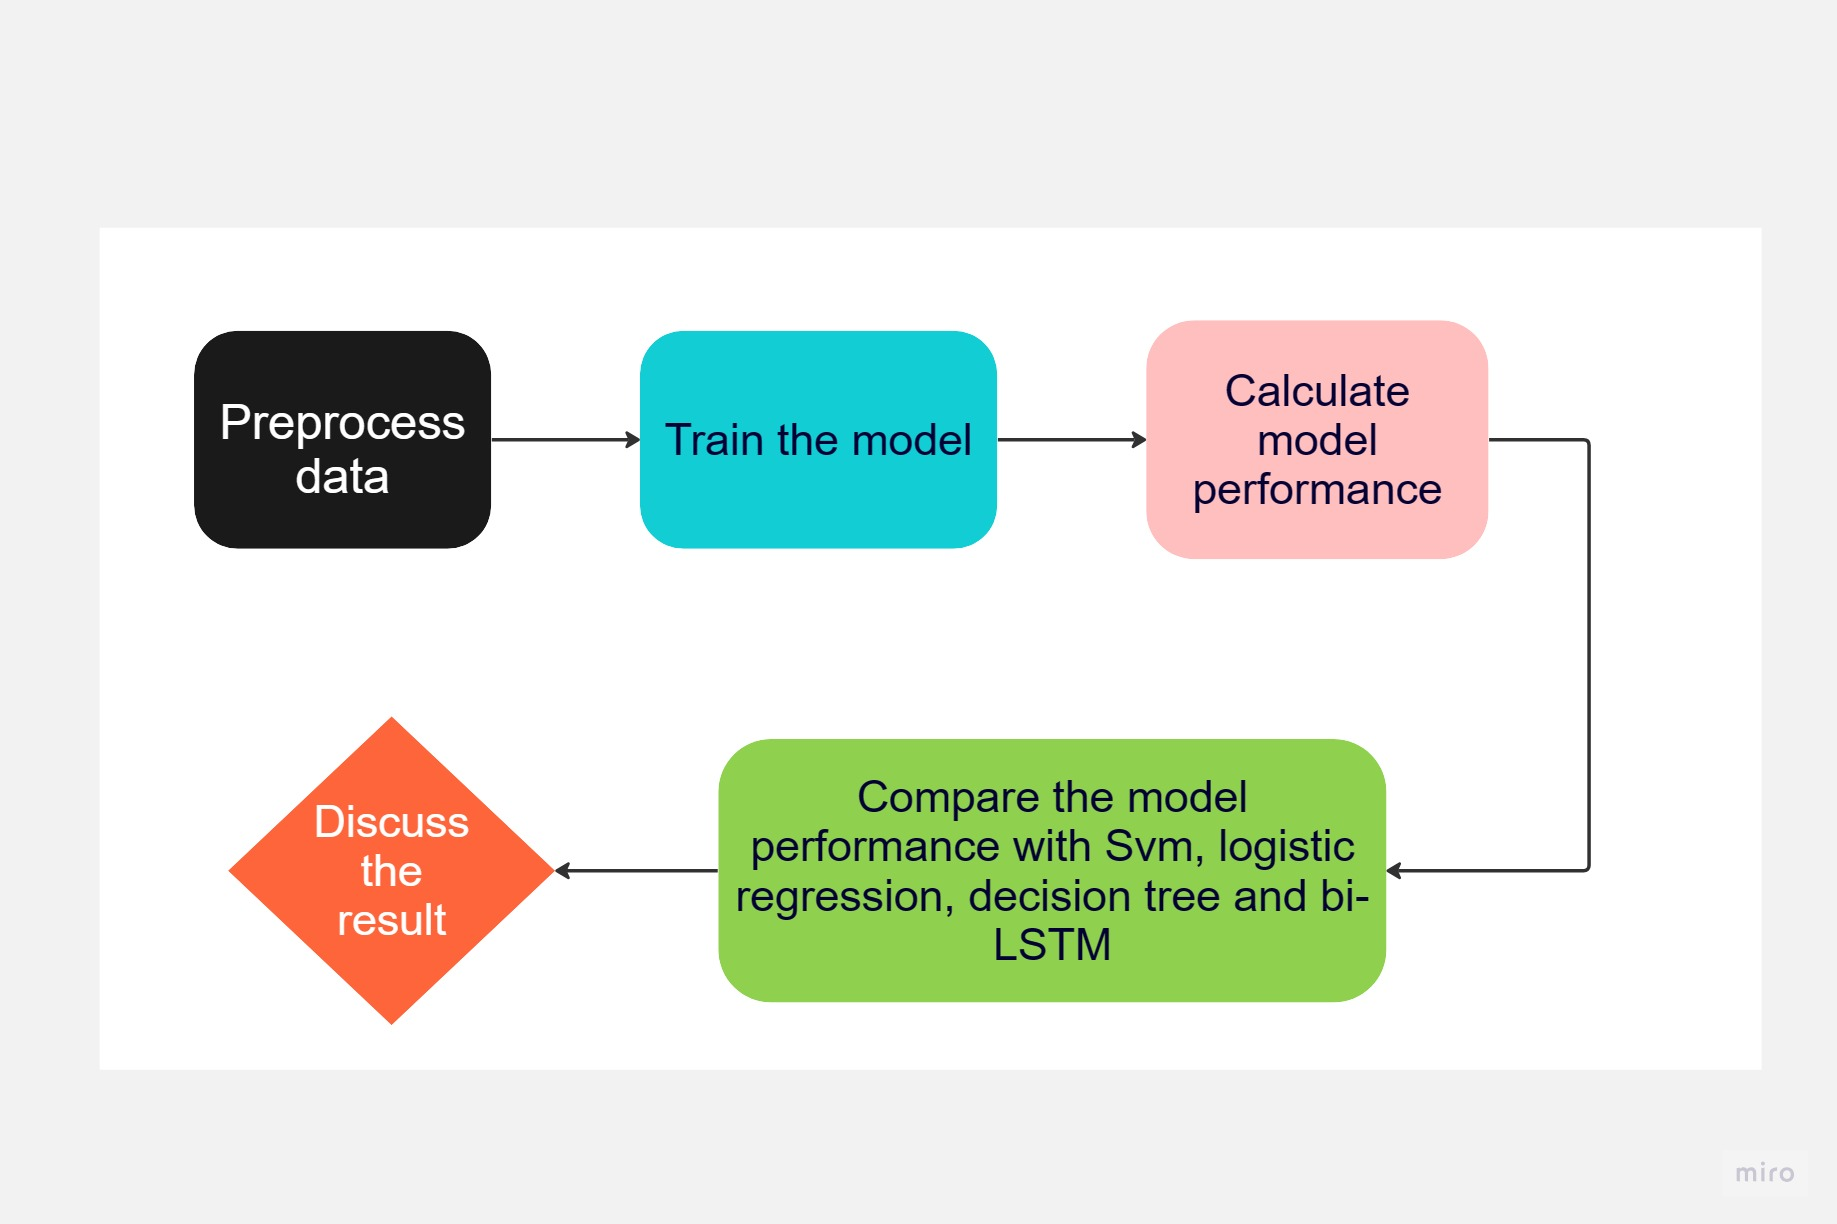 Preprocess
data
Train the model
Calculate
model
performance
Compare the model
performance with Svm, logistic
regression, decision tree and bi-
LSTM
Discuss
the
result
miro